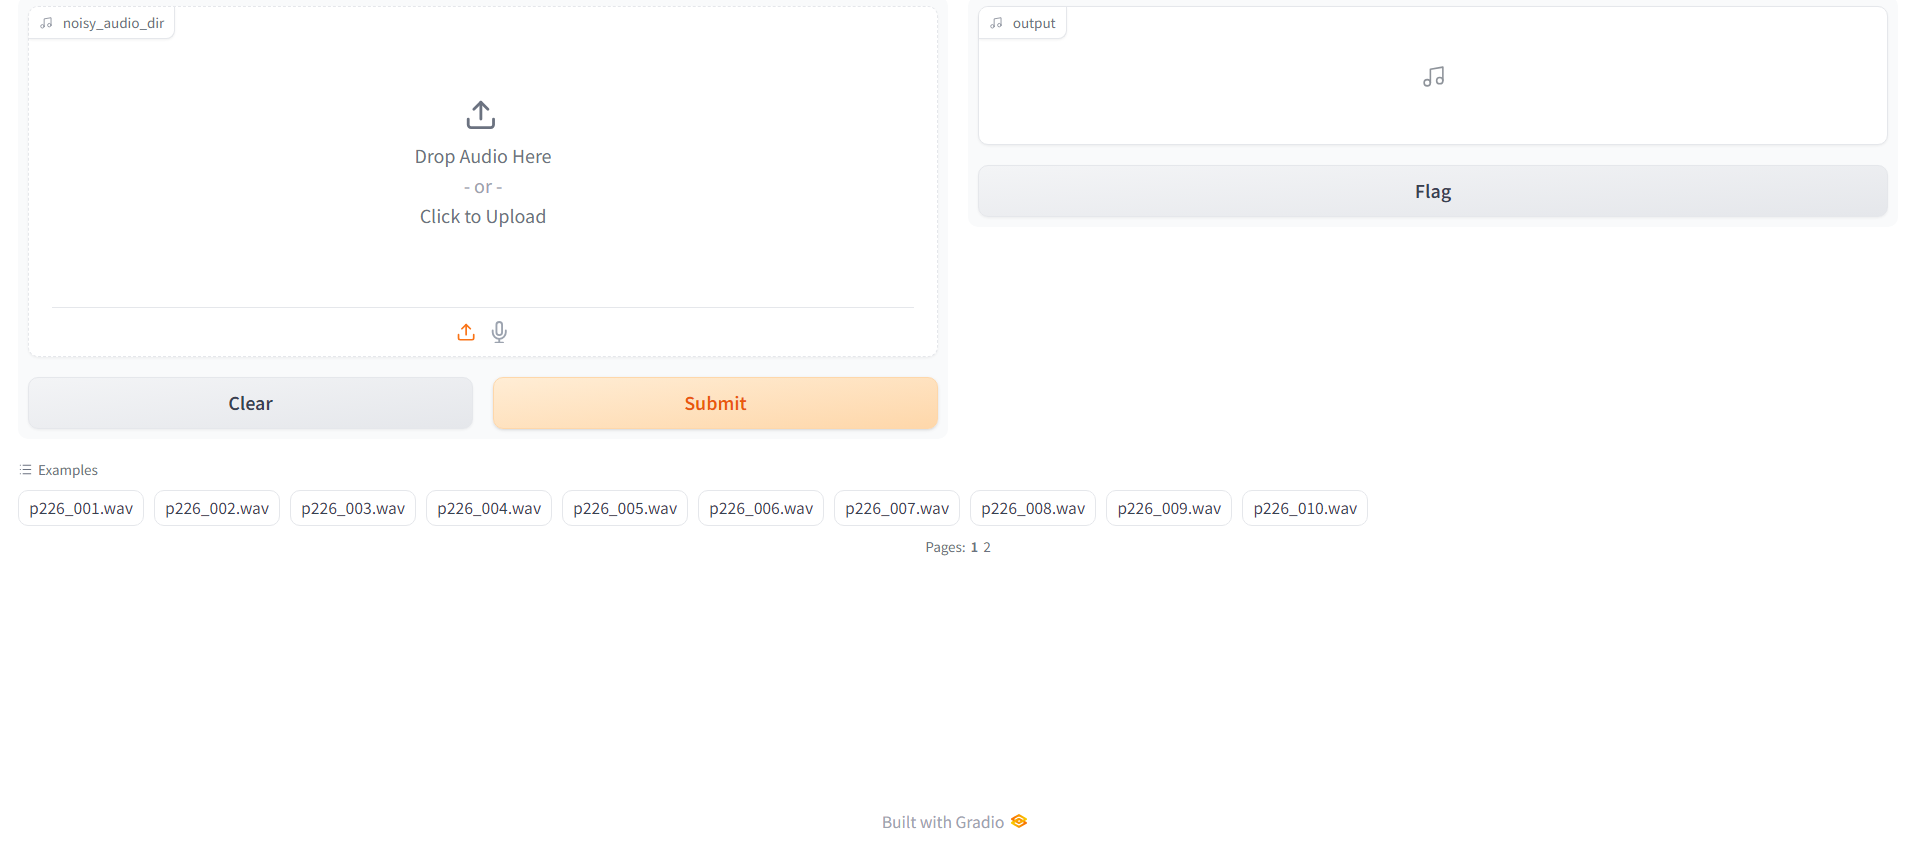 noisy_audio_dir
Drop Audio Here
- or -
Click to Upload
Clear
Submit
output
Flag
Examples
p226_001.wav p226_002.wav p226_003.wav p226_004.wav p226_005.wav p226_006.wav p226_007.wav p226_008.wav p226_009.wav p226_010.wav
Pages: 1 2
Built with Gradio